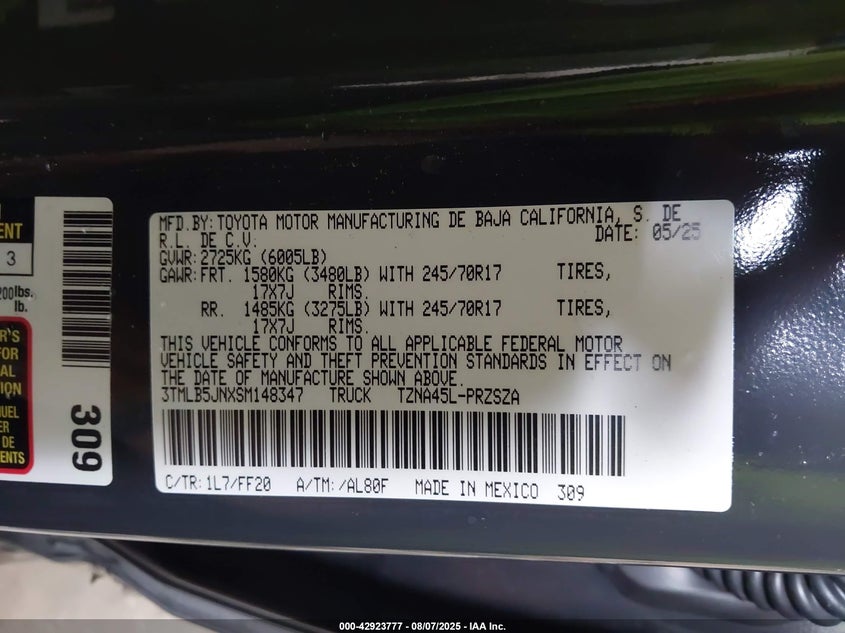 MFD.BY:TOYOTA MOTOR MANUFACTURING DE BAJA CALIFORNIA, S. DE
R.L. DE C.V.
DATE: 05/25
GVWR:2725KG (6005LB)
GAWR:FRT. 1580KG (3480LB) WITH 245/70R17 TIRES,
17X7J RIMS.
RR. 1485KG (3275LB) WITH 245/70R17 TIRES,
17X7J RIMS.
THIS VEHICLE CONFORMS TO ALL APPLICABLE FEDERAL MOTOR
VEHICLE SAFETY AND THEFT PREVENTION STANDARDS IN EFFECT ON
THE DATE OF MANUFACTURE SHOWN ABOVE.
3TMLB5JNXSM148347 TRUCK TZNA45L-PRZSZA
C/TR:1L7/FF20 A/TM:/AL80F MADE IN MEXICO 309
3
200lbs.
lb.
309
000-42923777 - 08/07/2025 - IAA Inc.